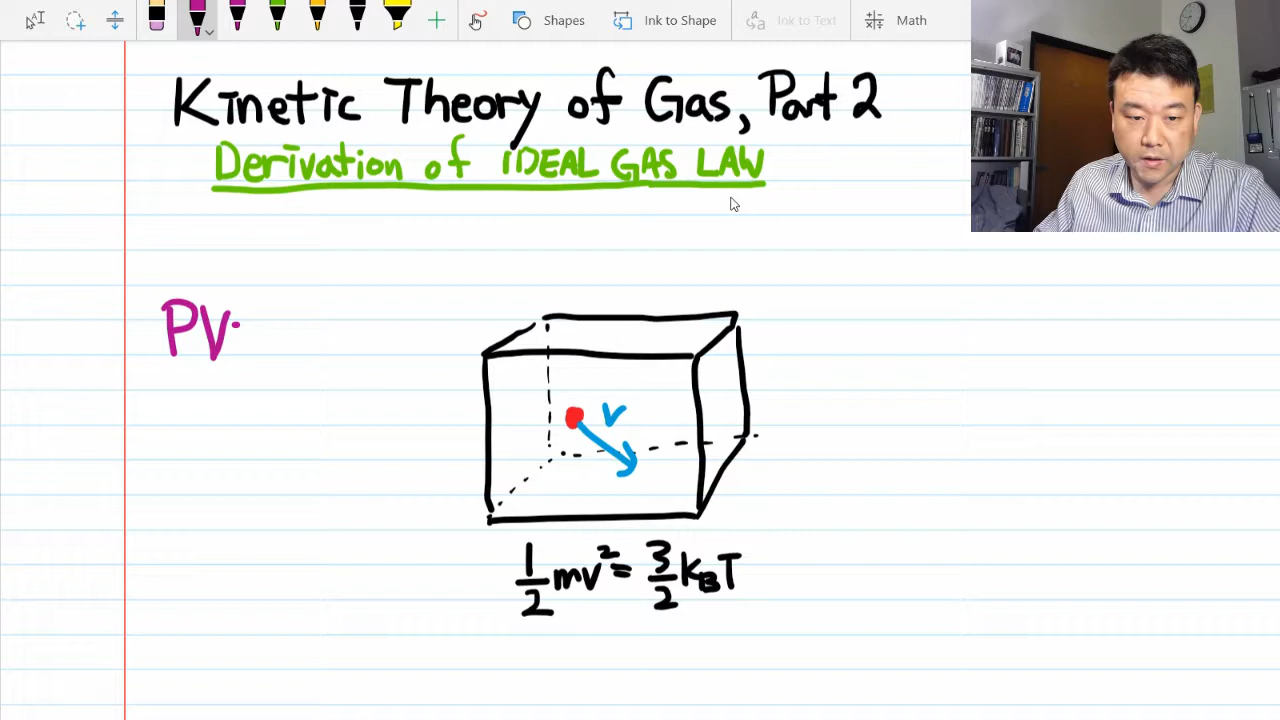 Shapes Ink to Shape Ink to Text Math
Kinetic Theory of Gas, Part 2
Derivation of IDEAL GAS LAW
PV
v
1/2 mv² = 3/2 k_BT